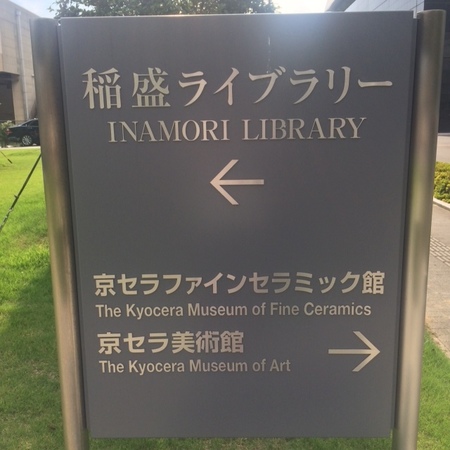 稲盛ライブラリー
INAMORI LIBRARY
←
京セラファインセラミック館
The Kyocera Museum of Fine Ceramics
京セラ美術館
The Kyocera Museum of Art
→